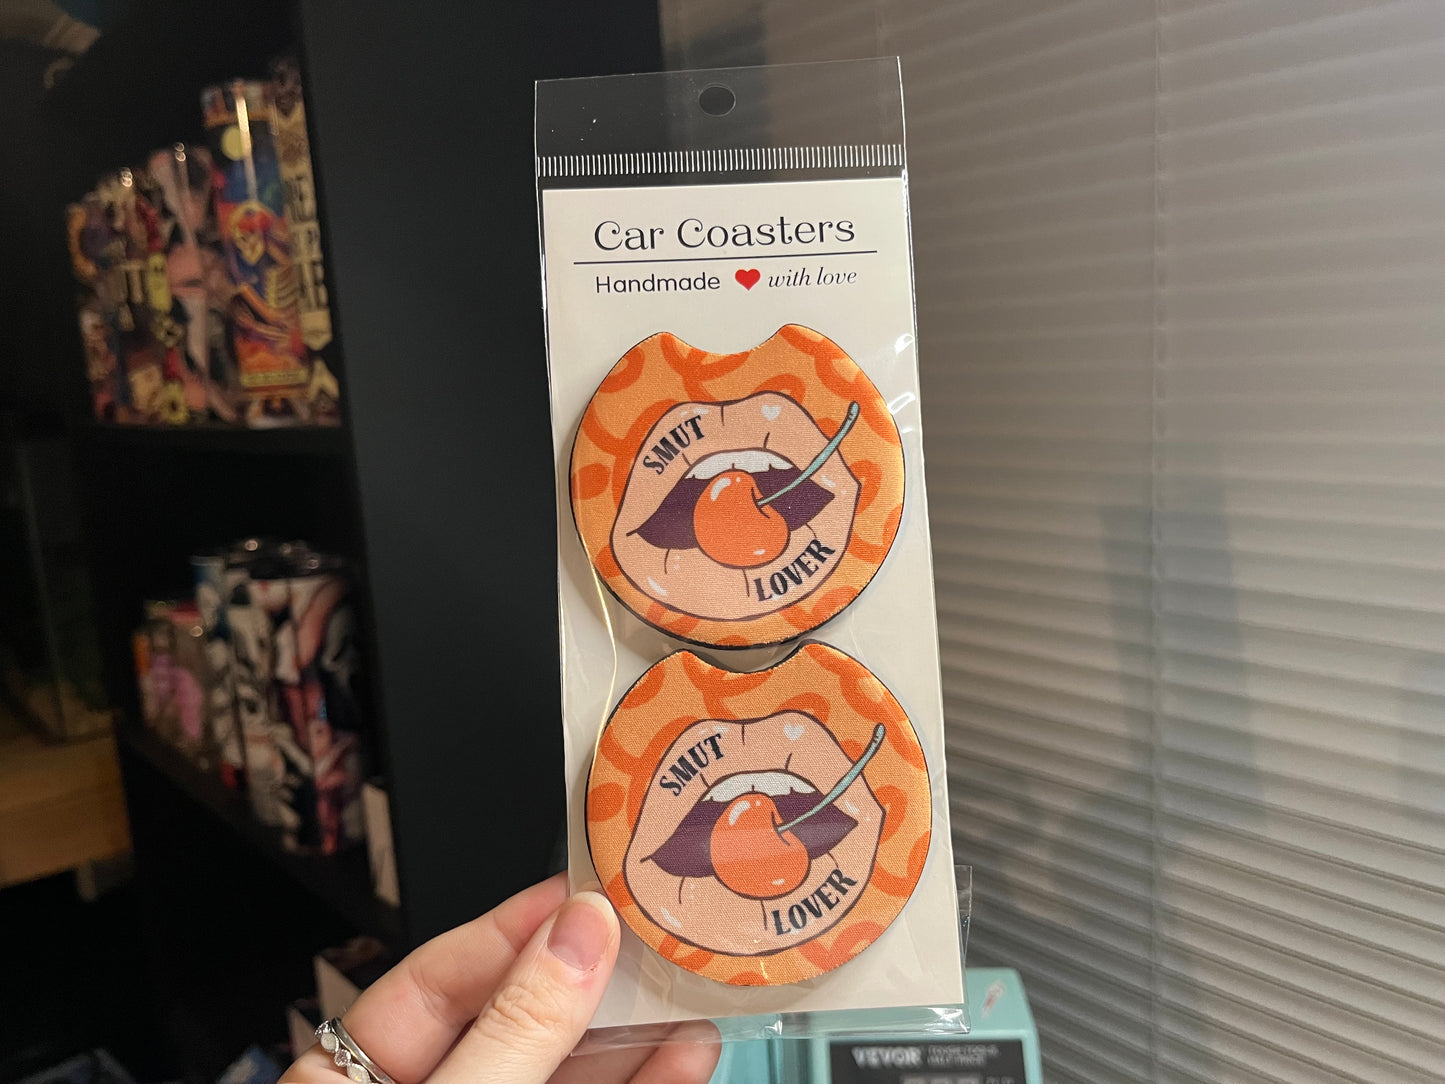 Car Coasters
Handmade ❤ with love
SMUT
LOVER
SMUT
LOVER
VEVOR